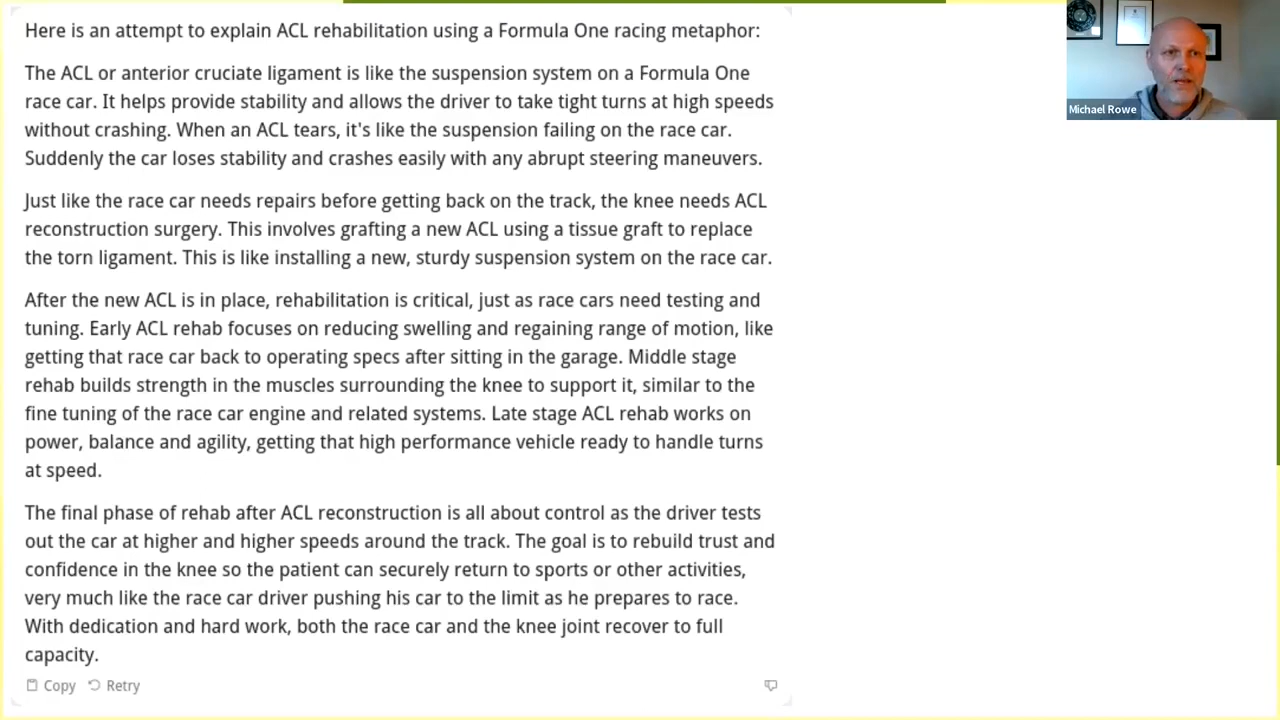 Here is an attempt to explain ACL rehabilitation using a Formula One racing metaphor:
The ACL or anterior cruciate ligament is like the suspension system on a Formula One
race car. It helps provide stability and allows the driver to take tight turns at high speeds
without crashing. When an ACL tears, it's like the suspension failing on the race car.
Suddenly the car loses stability and crashes easily with any abrupt steering maneuvers.
Just like the race car needs repairs before getting back on the track, the knee needs ACL
reconstruction surgery. This involves grafting a new ACL using a tissue graft to replace
the torn ligament. This is like installing a new, sturdy suspension system on the race car.
After the new ACL is in place, rehabilitation is critical, just as race cars need testing and
tuning. Early ACL rehab focuses on reducing swelling and regaining range of motion, like
getting that race car back to operating specs after sitting in the garage. Middle stage
rehab builds strength in the muscles surrounding the knee to support it, similar to the
fine tuning of the race car engine and related systems. Late stage ACL rehab works on
power, balance and agility, getting that high performance vehicle ready to handle turns
at speed.
The final phase of rehab after ACL reconstruction is all about control as the driver tests
out the car at higher and higher speeds around the track. The goal is to rebuild trust and
confidence in the knee so the patient can securely return to sports or other activities,
very much like the race car driver pushing his car to the limit as he prepares to race.
With dedication and hard work, both the race car and the knee joint recover to full
capacity.
Copy Retry
Michael Rowe